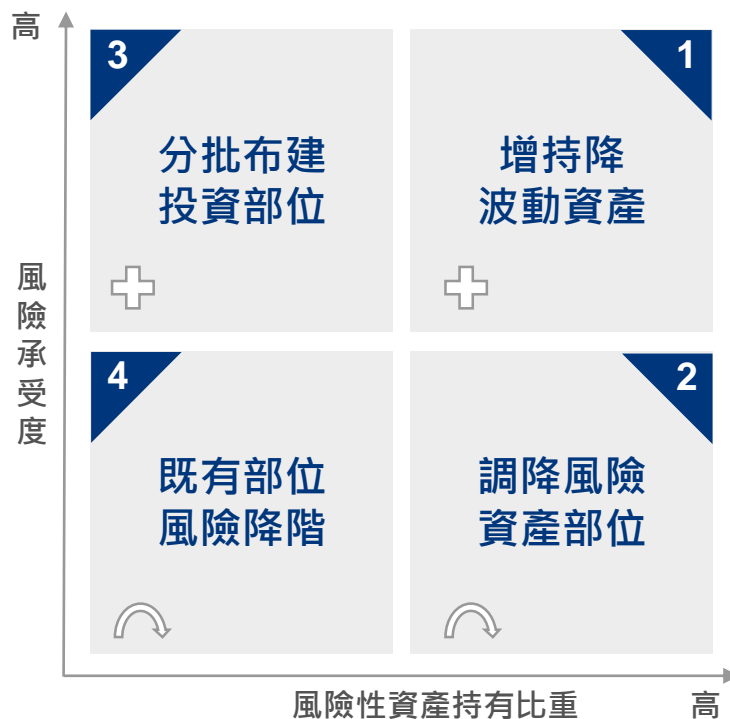 高
3
分批布建
投資部位
1
增持降
波動資產
風險承受度
4
既有部位
風險降階
2
調降風險
資產部位
風險性資產持有比重
高